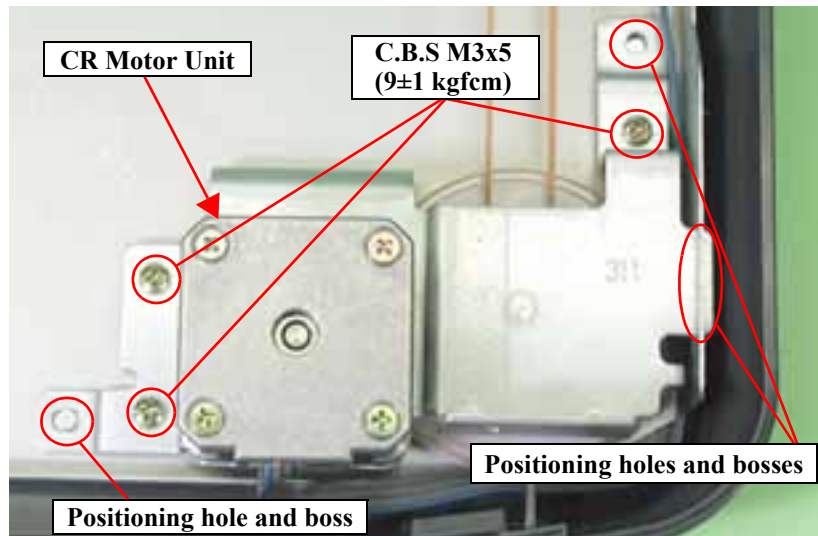 CR Motor Unit
C.B.S M3x5
(9±1 kgfcm)
311
Positioning holes and bosses
Positioning hole and boss